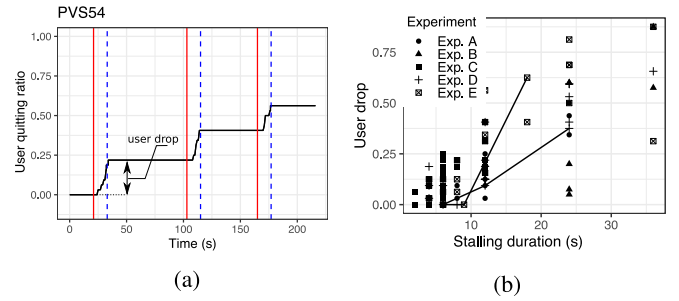 PVS54
User quitting ratio
1.00
0.75
0.50
0.25
0.00
user drop
0 50 100 150 200
Time (s)
(a)
Experiment
Exp. A
Exp. B
Exp. C
Exp. D
Exp. E
User drop
0.75
0.50
0.25
0.00
0 10 20 30
Stalling duration (s)
(b)